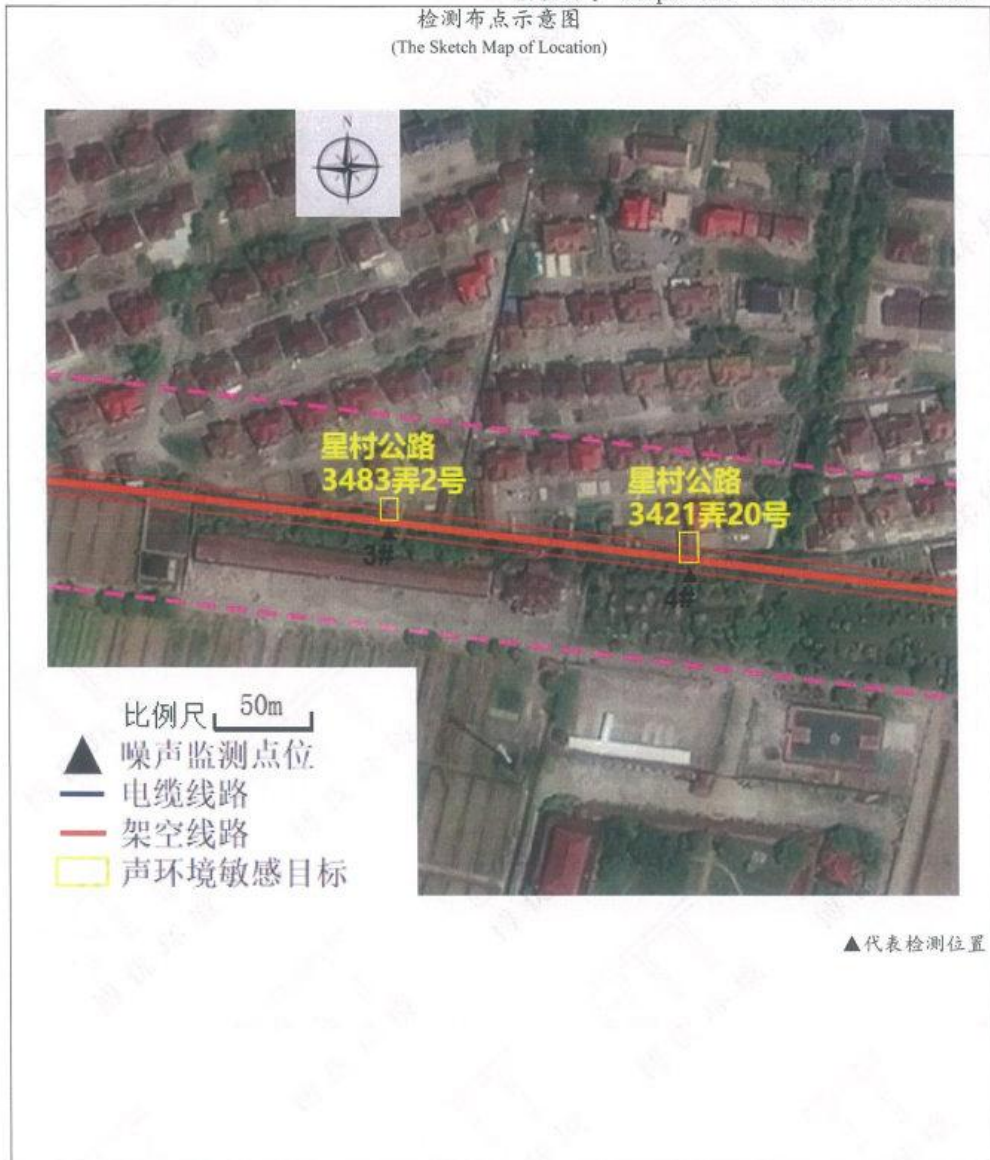 检测布点示意图
(The Sketch Map of Location)
N
星村公路
3483弄2号
星村公路
3421弄20号
3#
4#
比例尺 50m
▲ 噪声监测点位
电缆线路
架空线路
声环境敏感目标
▲代表检测位置